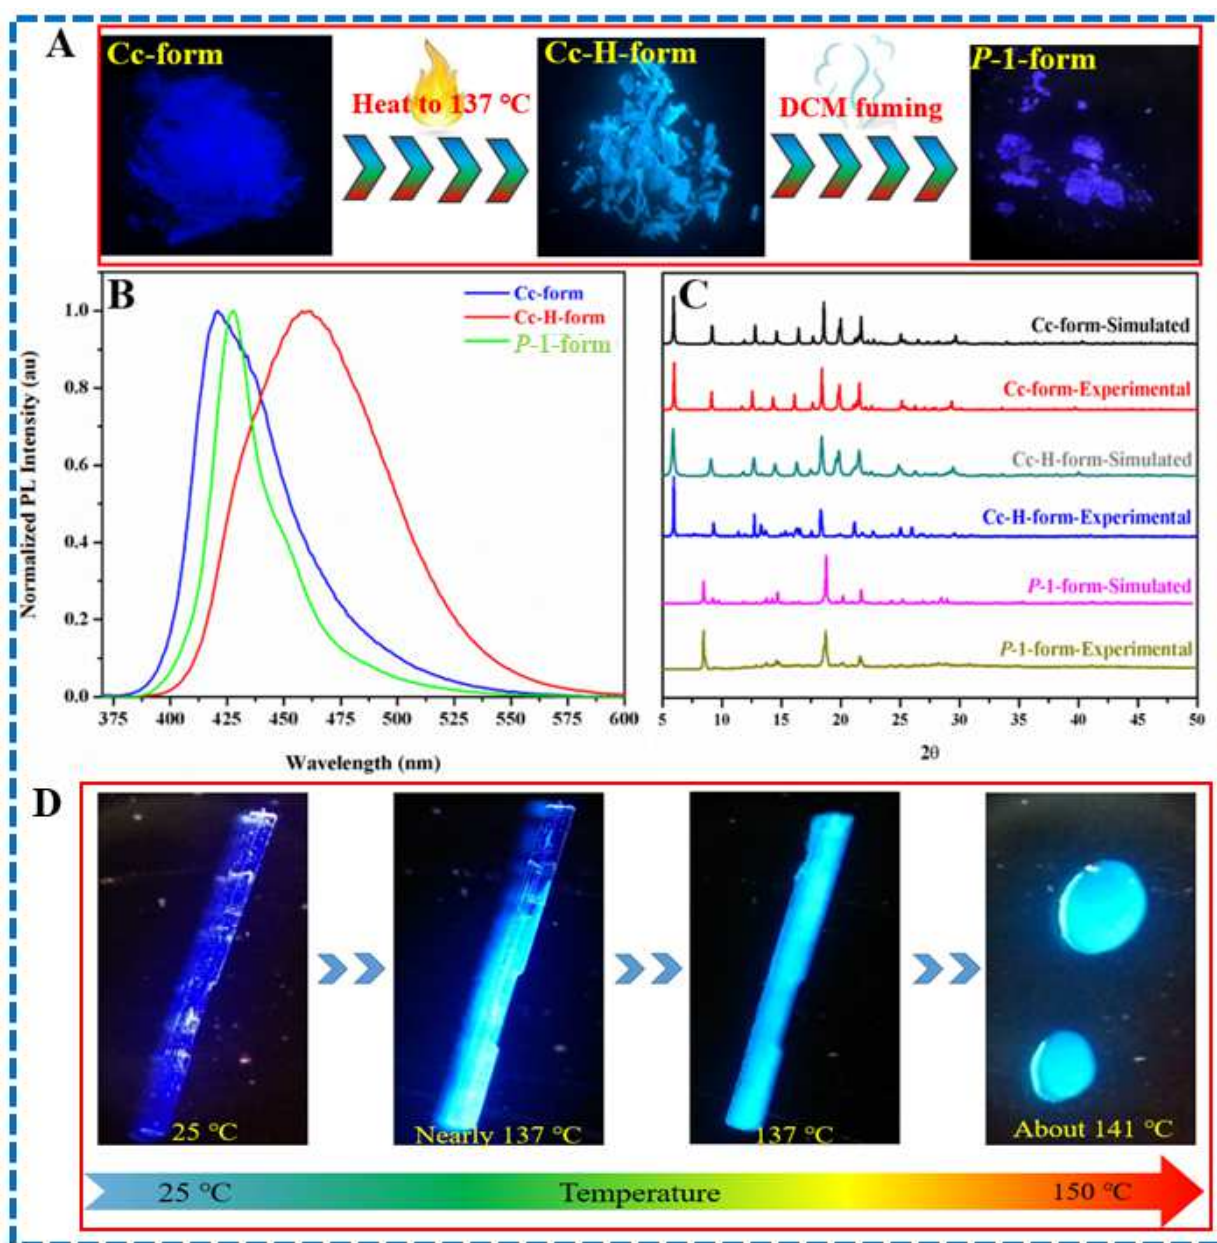 A
Cc-form
Heat to 137 °C
Cc-H-form
DCM fuming
P-1-form
B
Cc-form
Cc-H-form
P-1-form
1.0
0.8
0.6
0.4
0.2
0.0
Normalized PL Intensity (au)
375 400 425 450 475 500 525 550 575 600
Wavelength (nm)
C
Cc-form-Simulated
Cc-form-Experimental
Cc-H-form-Simulated
Cc-H-form-Experimental
P-1-form-Simulated
P-1-form-Experimental
5 10 15 20 25 30 35 40 45 50
2θ
D
25 °C
Nearly 137 °C
137 °C
About 141 °C
25 °C Temperature 150 °C